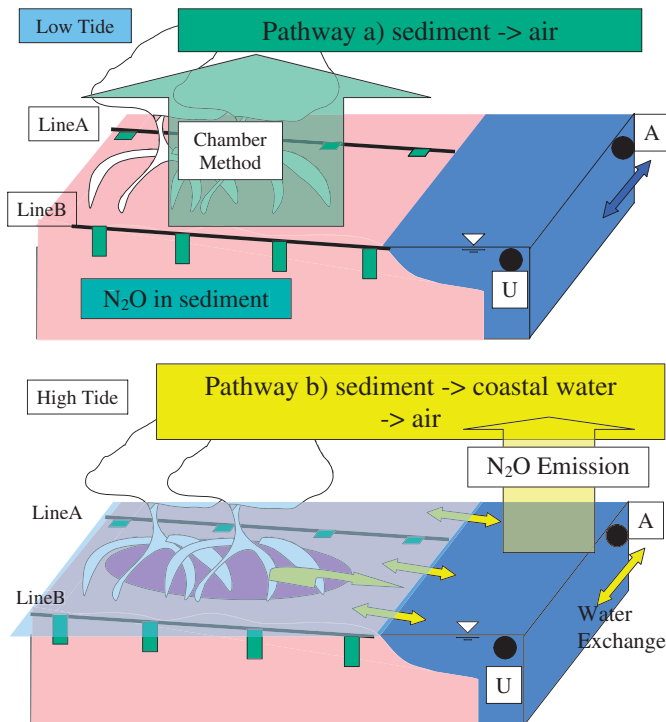 Low Tide
Pathway a) sediment -> air
LineA
Chamber
Method
A
LineB
N₂O in sediment
U
High Tide
Pathway b) sediment -> coastal water
-> air
N₂O Emission
LineA
A
LineB
Water
Exchange
U